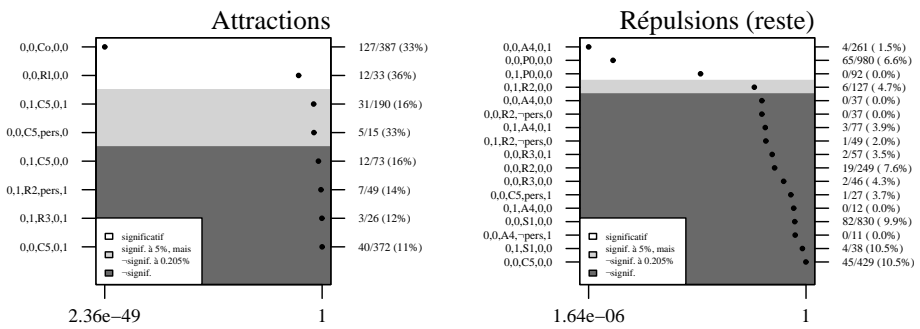 Attractions
0,0,Co,0,0 127/387 (33%)
0,0,R1,0,0 12/33 (36%)
0,1,C5,0,1 31/190 (16%)
0,0,C5,pers,0 5/15 (33%)
0,1,C5,0,0 12/73 (16%)
0,1,R2,pers,1 7/49 (14%)
0,1,R3,0,1 3/26 (12%)
0,0,C5,0,1 40/372 (11%)
significatif
signif. à 5%, mais
¬signif. à 0.205%
¬signif.
2.36e−49 1
Répulsions (reste)
0,0,A4,0,1 4/261 ( 1.5%)
0,0,P0,0,0 65/980 ( 6.6%)
0,1,P0,0,0 0/92 ( 0.0%)
0,1,R2,0,0 6/127 ( 4.7%)
0,0,A4,0,0 0/37 ( 0.0%)
0,0,R2,¬pers,0 0/37 ( 0.0%)
0,1,A4,0,1 3/77 ( 3.9%)
0,1,R2,¬pers,0 1/49 ( 2.0%)
0,0,R3,0,1 2/57 ( 3.5%)
0,0,R2,0,0 19/249 ( 7.6%)
0,0,R3,0,0 2/46 ( 4.3%)
0,0,C5,pers,1 1/27 ( 3.7%)
0,1,A4,0,0 0/12 ( 0.0%)
0,0,S1,0,0 82/830 ( 9.9%)
0,0,A4,¬pers,1 0/11 ( 0.0%)
0,1,S1,0,0 4/38 (10.5%)
0,0,C5,0,0 45/429 (10.5%)
significatif
signif. à 5%, mais
¬signif. à 0.205%
¬signif.
1.64e−06 1